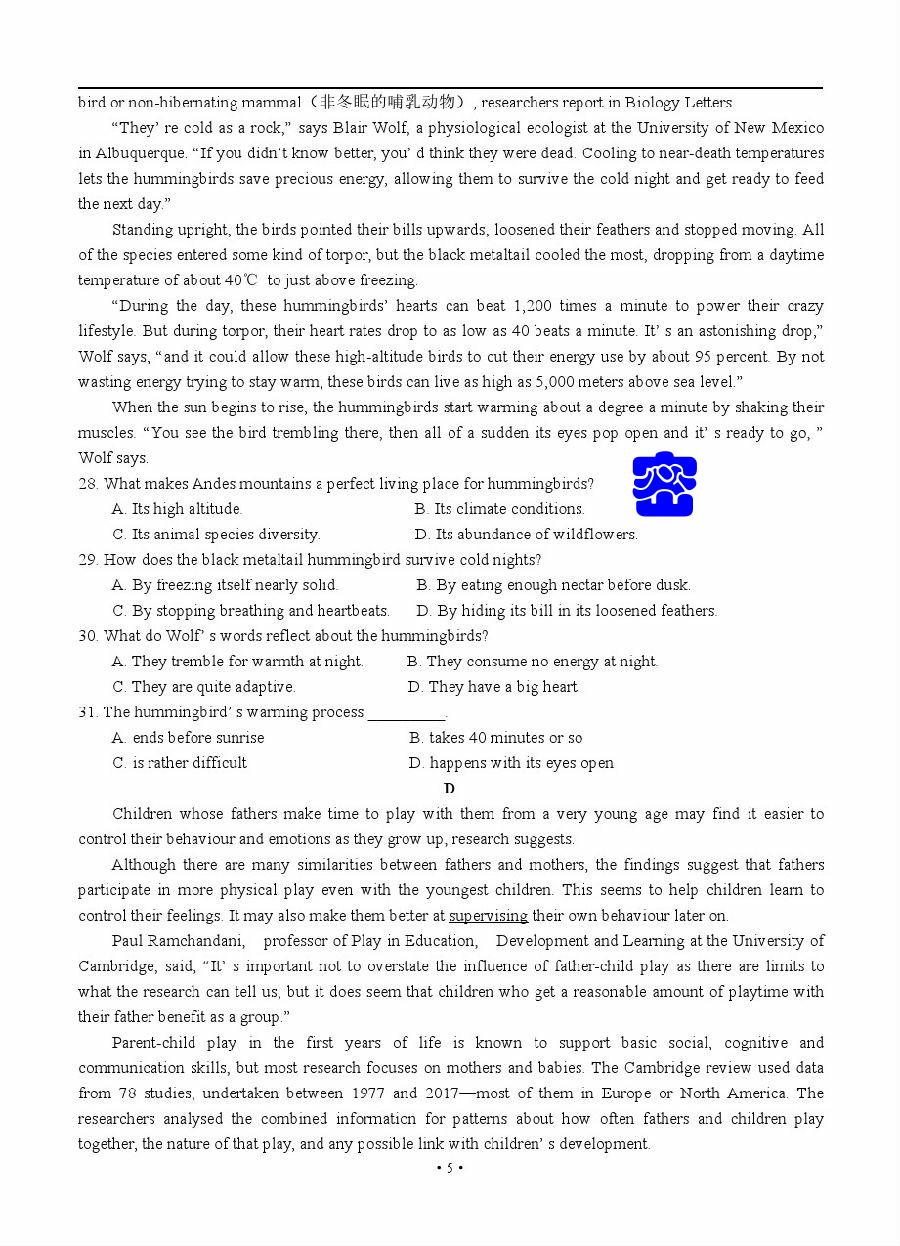 bird or non-hibernating mammal（非冬眠的哺乳动物）, researchers report in Biology Letters
“They’ re cold as a rock,” says Blair Wolf, a physiological ecologist at the University of New Mexico
in Albuquerque. “If you didn't know better, you’ d think they were dead. Cooling to near-death temperatures
lets the hummingbirds save precious energy, allowing them to survive the cold night and get ready to feed
the next day.”
Standing upright, the birds pointed their bills upwards, loosened their feathers and stopped moving. All
of the species entered some kind of torpor, but the black metaltail cooled the most, dropping from a daytime
temperature of about 40℃ to just above freezing.
“During the day, these hummingbirds’ hearts can beat 1,200 times a minute to power their crazy
lifestyle. But during torpor, their heart rates drop to as low as 40 beats a minute. It’ s an astonishing drop,”
Wolf says, “and it could allow these high-altitude birds to cut their energy use by about 95 percent. By not
wasting energy trying to stay warm, these birds can live as high as 5,000 meters above sea level.”
When the sun begins to rise, the hummingbirds start warming about a degree a minute by shaking their
muscles. “You see the bird trembling there, then all of a sudden its eyes pop open and it’ s ready to go, ”
Wolf says.
28. What makes Andes mountains a perfect living place for hummingbirds?
A. Its high altitude. B. Its climate conditions.
C. Its animal species diversity. D. Its abundance of wildflowers.
29. How does the black metaltail hummingbird survive cold nights?
A. By freezing itself nearly solid. B. By eating enough nectar before dusk.
C. By stopping breathing and heartbeats. D. By hiding its bill in its loosened feathers.
30. What do Wolf’ s words reflect about the hummingbirds?
A. They tremble for warmth at night. B. They consume no energy at night.
C. They are quite adaptive. D. They have a big heart
31. The hummingbird’ s warming process __________.
A. ends before sunrise B. takes 40 minutes or so
C. is rather difficult D. happens with its eyes open
D
Children whose fathers make time to play with them from a very young age may find it easier to
control their behaviour and emotions as they grow up, research suggests.
Although there are many similarities between fathers and mothers, the findings suggest that fathers
participate in more physical play even with the youngest children. This seems to help children learn to
control their feelings. It may also make them better at supervising their own behaviour later on.
Paul Ramchandani, professor of Play in Education, Development and Learning at the University of
Cambridge, said, “It’ s important not to overstate the influence of father-child play as there are limits to
what the research can tell us, but it does seem that children who get a reasonable amount of playtime with
their father benefit as a group.”
Parent-child play in the first years of life is known to support basic social, cognitive and
communication skills, but most research focuses on mothers and babies. The Cambridge review used data
from 78 studies, undertaken between 1977 and 2017—most of them in Europe or North America. The
researchers analysed the combined information for patterns about how often fathers and children play
together, the nature of that play, and any possible link with children’ s development.
• 5 •